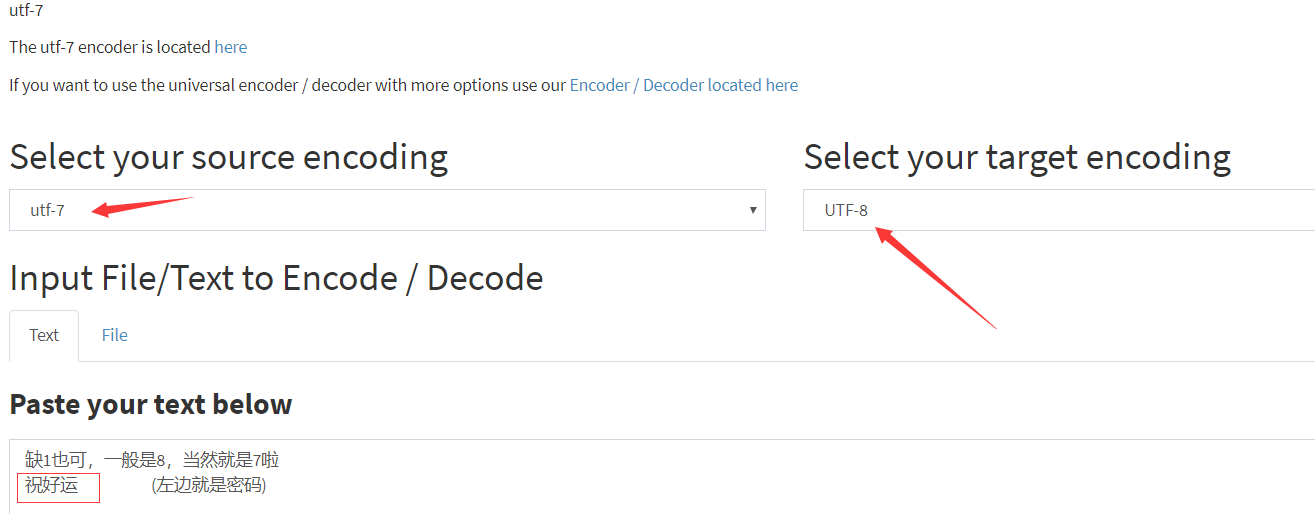 utf-7
The utf-7 encoder is located here
If you want to use the universal encoder / decoder with more options use our Encoder / Decoder located here
Select your source encoding
Select your target encoding
utf-7
UTF-8
Input File/Text to Encode / Decode
Text File
Paste your text below
缺1也可，一般是8，当然就是7啦
祝好运 (左边就是密码)